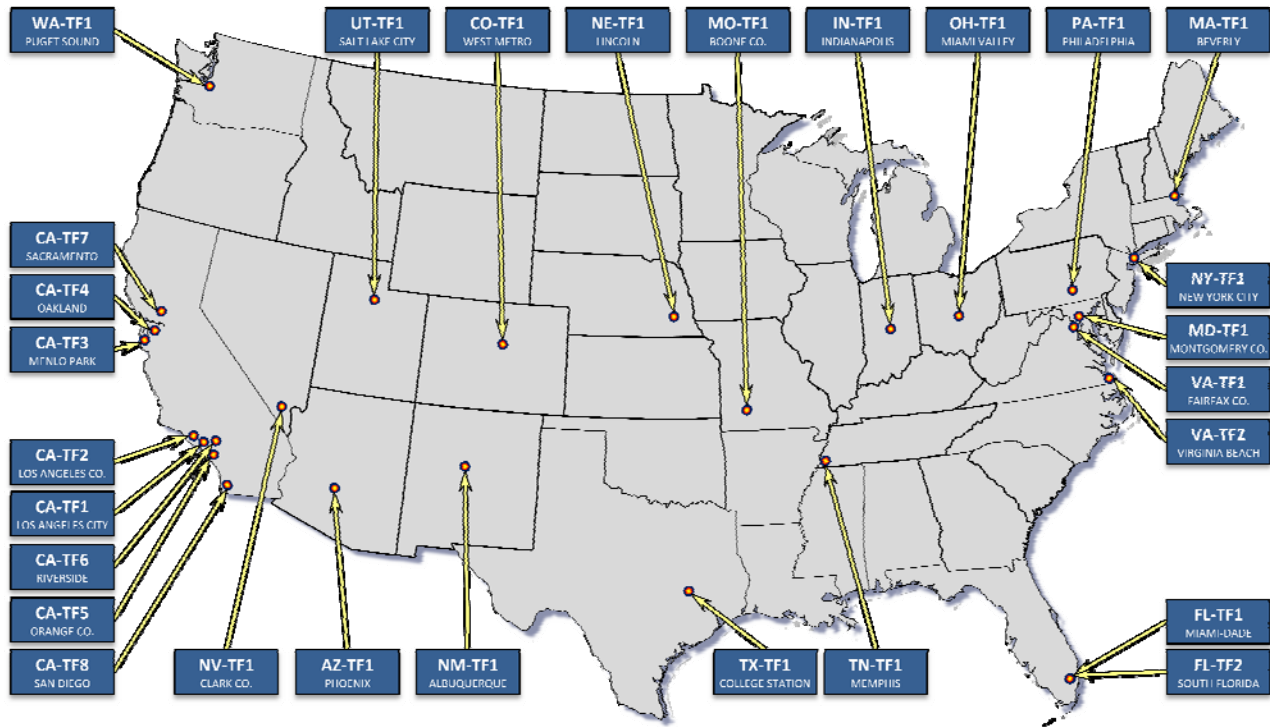 WA-TF1
PUGET SOUND
UT-TF1
SALT LAKE CITY
CO-TF1
WEST METRO
NE-TF1
LINCOLN
MO-TF1
BOONE CO.
IN-TF1
INDIANAPOLIS
OH-TF1
MIAMI VALLEY
PA-TF1
PHILADELPHIA
MA-TF1
BEVERLY
CA-TF7
SACRAMENTO
CA-TF4
OAKLAND
CA-TF3
MENLO PARK
NY-TF1
NEW YORK CITY
MD-TF1
MONTGOMERY CO.
VA-TF1
FAIRFAX CO.
VA-TF2
VIRGINIA BEACH
CA-TF2
LOS ANGELES CO.
CA-TF1
LOS ANGELES CITY
CA-TF6
RIVERSIDE
CA-TF5
ORANGE CO.
CA-TF8
SAN DIEGO
NV-TF1
CLARK CO.
AZ-TF1
PHOENIX
NM-TF1
ALBUQUERQUE
TX-TF1
COLLEGE STATION
TN-TF1
MEMPHIS
FL-TF1
MIAMI-DADE
FL-TF2
SOUTH FLORIDA